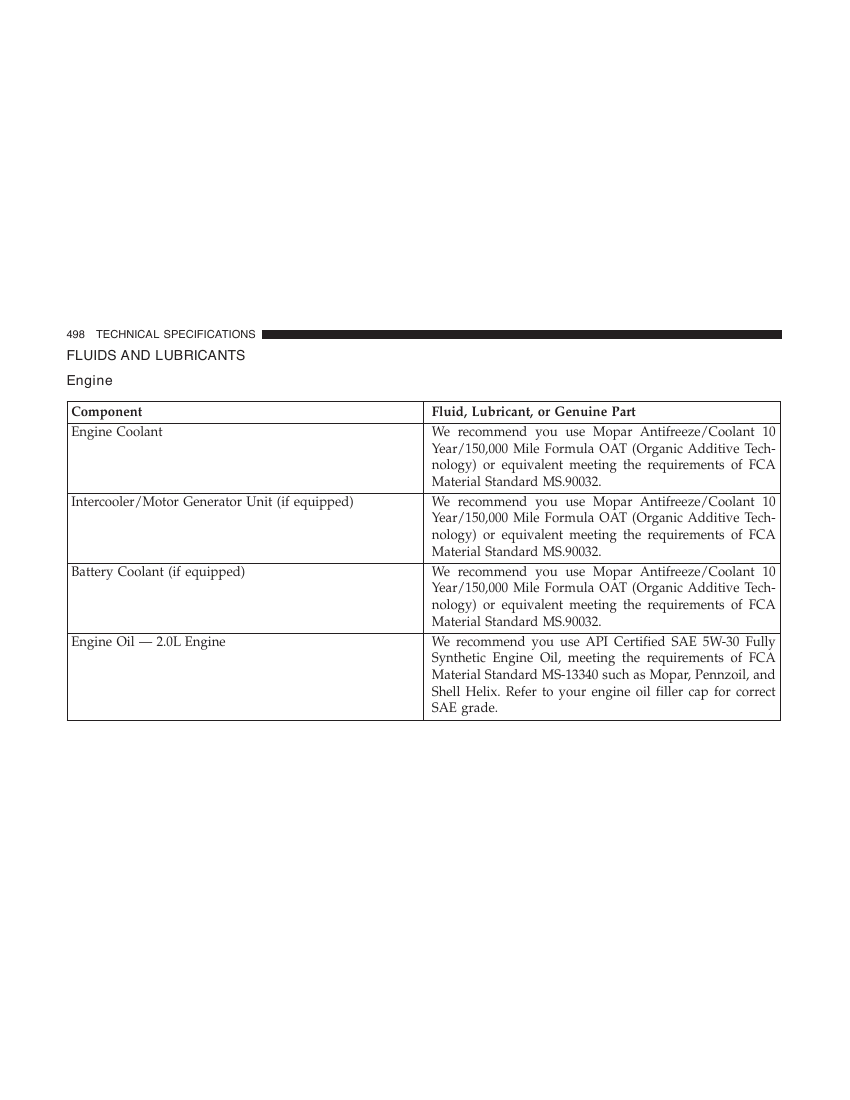 498 TECHNICAL SPECIFICATIONS
FLUIDS AND LUBRICANTS
Engine
Component
Fluid, Lubricant, or Genuine Part
Engine Coolant
We recommend you use Mopar Antifreeze/Coolant 10
Year/150,000 Mile Formula OAT (Organic Additive Tech-
nology) or equivalent meeting the requirements of FCA
Material Standard MS.90032.
Intercooler/Motor Generator Unit (if equipped)
We recommend you use Mopar Antifreeze/Coolant 10
Year/150,000 Mile Formula OAT (Organic Additive Tech-
nology) or equivalent meeting the requirements of FCA
Material Standard MS.90032.
Battery Coolant (if equipped)
We recommend you use Mopar Antifreeze/Coolant 10
Year/150,000 Mile Formula OAT (Organic Additive Tech-
nology) or equivalent meeting the requirements of FCA
Material Standard MS.90032.
Engine Oil — 2.0L Engine
We recommend you use API Certified SAE 5W-30 Fully
Synthetic Engine Oil, meeting the requirements of FCA
Material Standard MS-13340 such as Mopar, Pennzoil, and
Shell Helix. Refer to your engine oil filler cap for correct
SAE grade.